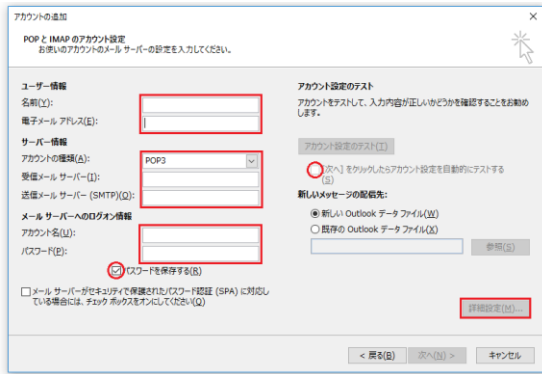 アカウントの追加
POP と IMAP のアカウント設定
お使いのアカウントのメール サーバーの設定を入力してください。
ユーザー情報
名前(Y):
電子メール アドレス(E):
サーバー情報
アカウントの種類(A):
POP3
受信メール サーバー(I):
送信メール サーバー (SMTP)(O):
メール サーバーへのログオン情報
アカウント名(U):
パスワード(P):
パスワードを保存する(R)
メール サーバーがセキュリティで保護されたパスワード認証 (SPA) に対応し
ている場合には、チェック ボックスをオンにしてください(Q)
アカウント設定のテスト
アカウントをテストして、入力内容が正しいかどうかを確認することをお勧め
します。
アカウント設定のテスト(T)
[次へ] をクリックしたらアカウント設定を自動的にテストする
(S)
新しいメッセージの配信先:
新しい Outlook データ ファイル(W)
既存の Outlook データ ファイル(X)
参照(S)
詳細設定(M)...
< 戻る(B)
次へ(N) >
キャンセル